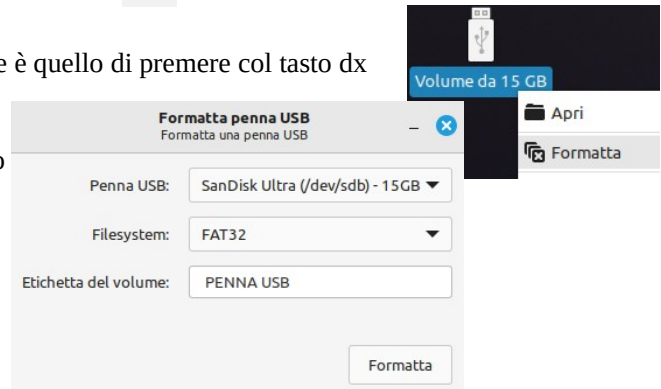 e è quello di premere col tasto dx
Volume da 15 GB
Apri
Formatta
o
Formatta penna USB
Formatta una penna USB
Penna USB: SanDisk Ultra (/dev/sdb) - 15GB
Filesystem: FAT32
Etichetta del volume: PENNA USB
Formatta